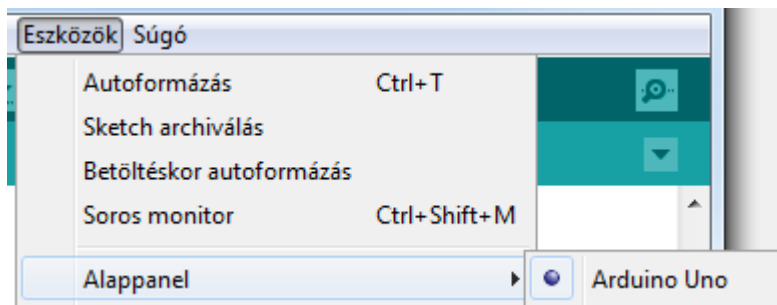 Eszközök Súgó
Autoformázás Ctrl+T
Sketch archiválás
Betöltéskor autoformázás
Soros monitor Ctrl+Shift+M
Alappanel Arduino Uno